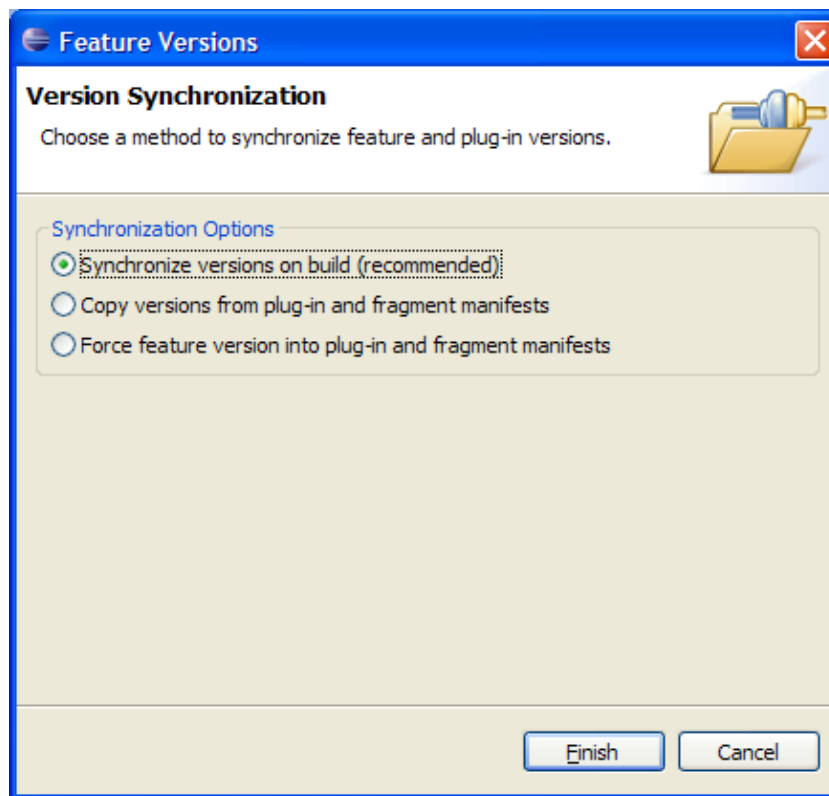 Feature Versions
Version Synchronization
Choose a method to synchronize feature and plug-in versions.
Synchronization Options
Synchronize versions on build (recommended)
Copy versions from plug-in and fragment manifests
Force feature version into plug-in and fragment manifests
Finish
Cancel